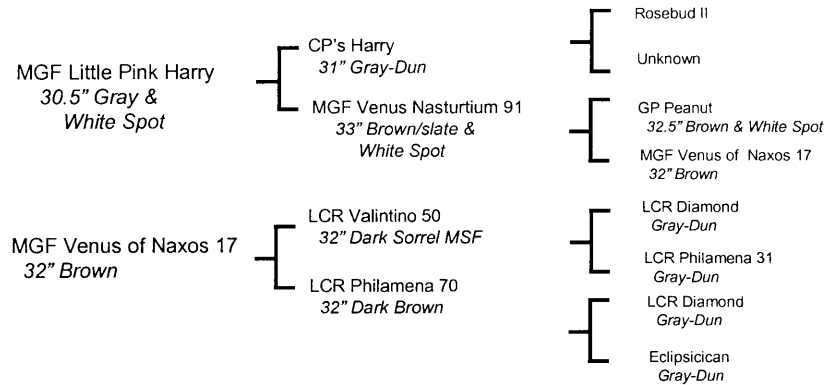 MGF Little Pink Harry
30.5” Gray &
White Spot
CP's Harry
31” Gray-Dun
MGF Venus Nasturtium 91
33” Brown/slate &
White Spot
Rosebud II
Unknown
GP Peanut
32.5” Brown & White Spot
MGF Venus of Naxos 17
32” Brown
MGF Venus of Naxos 17
32” Brown
LCR Valintino 50
32” Dark Sorrel MSF
LCR Philamena 70
32” Dark Brown
LCR Diamond
Gray-Dun
LCR Philamena 31
Gray-Dun
LCR Diamond
Gray-Dun
Eclipsicican
Gray-Dun